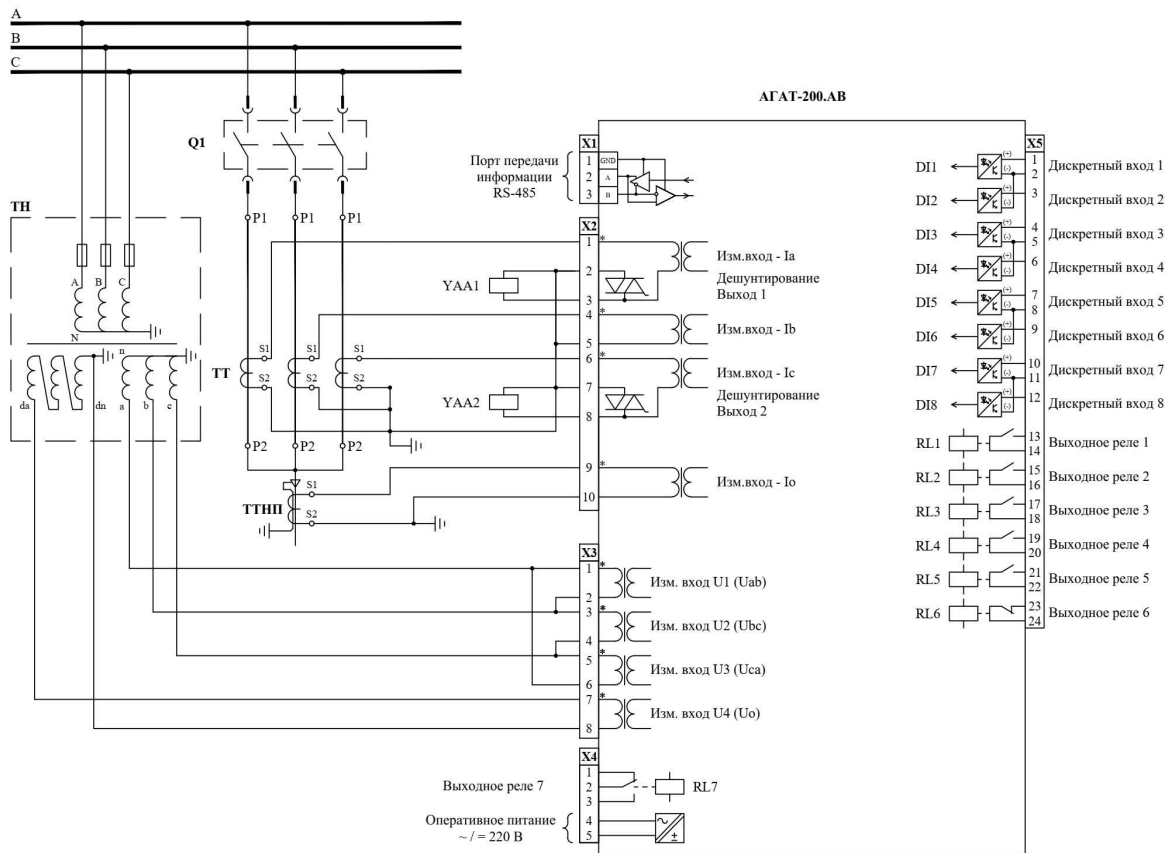 A
B
C
АГАТ-200.АВ
Q1
X1
Порт передачи
информации
RS-485
1 GND
2 A
3 B
ТН
A B C
N
n
da dn a b c
P1 P1 P1
ТТ
S1 S1 S1
S2 S2 S2
P2 P2 P2
ТТНП
S1
S2
YAA1
YAA2
X2
1 *
2
3
4 *
5
6 *
7
8
9 *
10
Изм.вход - Ia
Дешунтирование
Выход 1
Изм.вход - Ib
Изм.вход - Ic
Дешунтирование
Выход 2
Изм.вход - Io
X3
1 *
2
3 *
4
5 *
6
7 *
8
Изм. вход U1 (Uab)
Изм. вход U2 (Ubc)
Изм. вход U3 (Uca)
Изм. вход U4 (Uo)
X4
1
2
3
4
5
Выходное реле 7
RL7
Оперативное питание
~ / = 220 В
~
±
X5
DI1 (+) (-) 1 2 Дискретный вход 1
DI2 (+) (-) 3 Дискретный вход 2
DI3 (+) (-) 4 5 Дискретный вход 3
DI4 (+) (-) 6 Дискретный вход 4
DI5 (+) (-) 7 8 Дискретный вход 5
DI6 (+) (-) 9 Дискретный вход 6
DI7 (+) (-) 10 11 Дискретный вход 7
DI8 (+) (-) 12 Дискретный вход 8
RL1 13 14 Выходное реле 1
RL2 15 16 Выходное реле 2
RL3 17 18 Выходное реле 3
RL4 19 20 Выходное реле 4
RL5 21 22 Выходное реле 5
RL6 23 24 Выходное реле 6